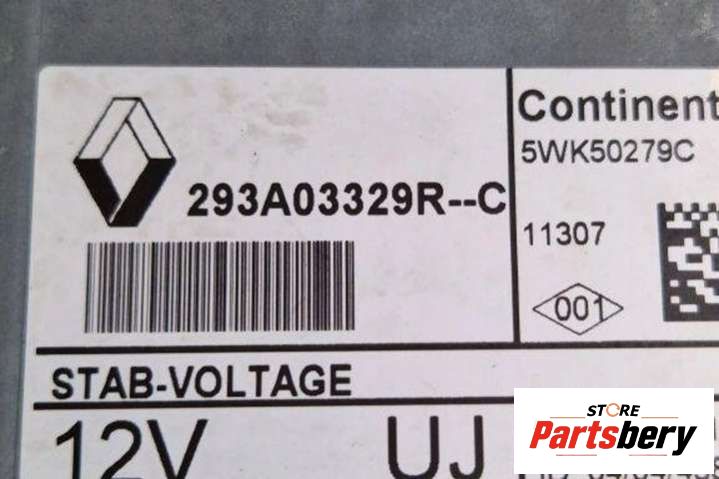 Continent
5WK50279C
293A03329R--C
11307
001
STAB-VOLTAGE
12V UJ
STORE
Partsbery